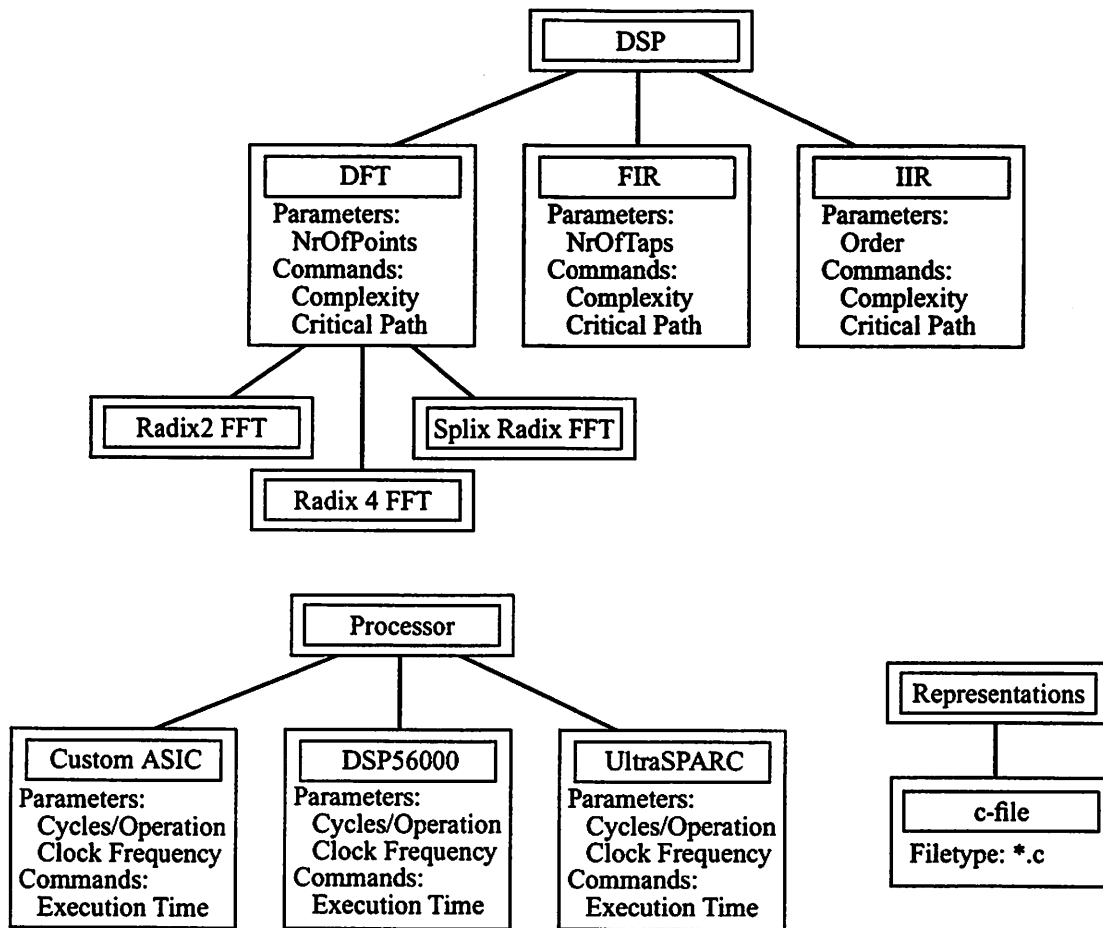 DSP
DFT
Parameters:
NrOfPoints
Commands:
Complexity
Critical Path
FIR
Parameters:
NrOfTaps
Commands:
Complexity
Critical Path
IIR
Parameters:
Order
Commands:
Complexity
Critical Path
Radix2 FFT
Splix Radix FFT
Radix 4 FFT
Processor
Custom ASIC
Parameters:
Cycles/Operation
Clock Frequency
Commands:
Execution Time
DSP56000
Parameters:
Cycles/Operation
Clock Frequency
Commands:
Execution Time
UltraSPARC
Parameters:
Cycles/Operation
Clock Frequency
Commands:
Execution Time
Representations
c-file
Filetype: *.c